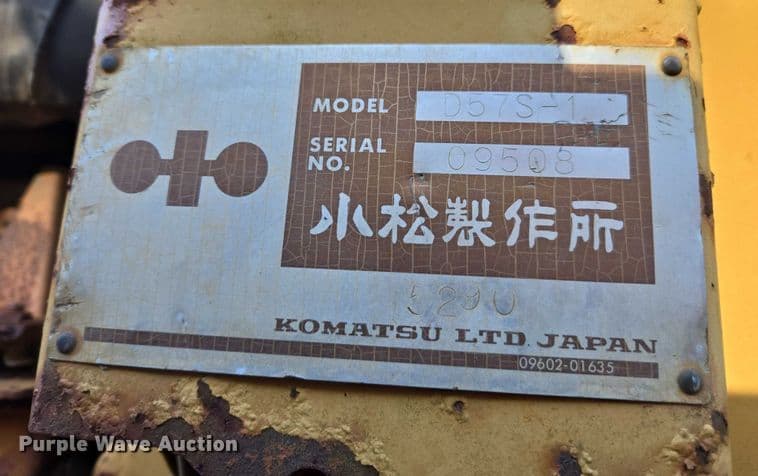 MODEL D57S-1
SERIAL NO. 09508
小松製作所
5290
KOMATSU LTD. JAPAN
09602-01635
Purple Wave Auction